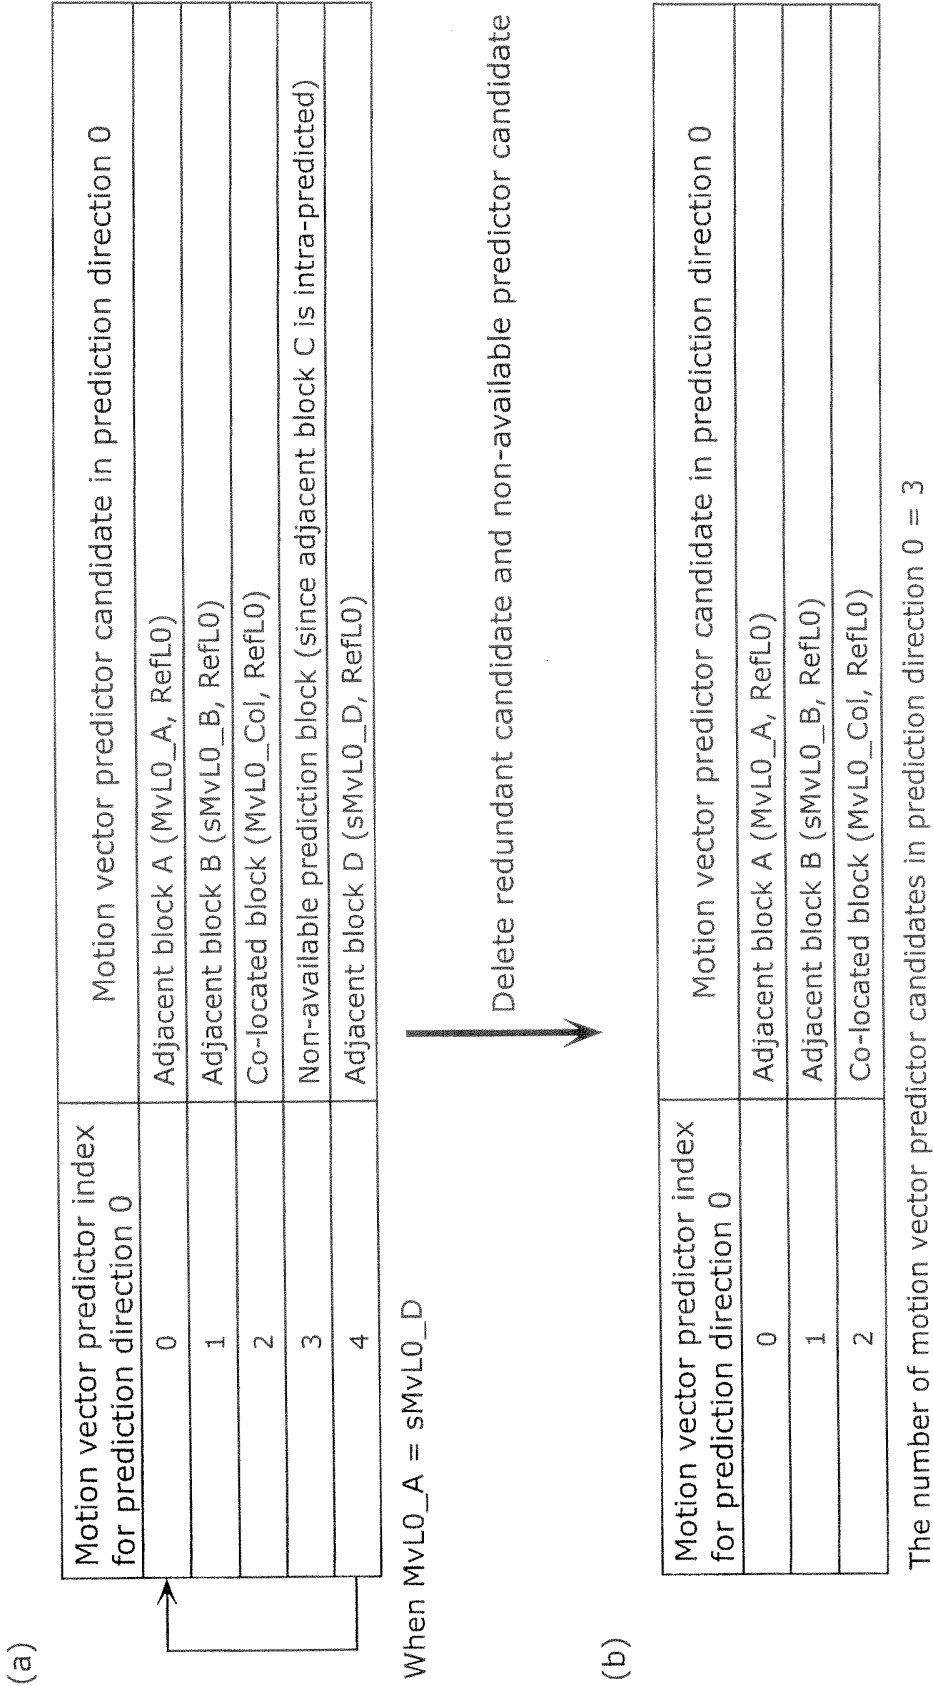 (a)
Motion vector predictor index
for prediction direction 0
Motion vector predictor candidate in prediction direction 0
0
Adjacent block A (MvL0_A, RefL0)
1
Adjacent block B (sMvL0_B, RefL0)
2
Co-located block (MvL0_Col, RefL0)
3
Non-available prediction block (since adjacent block C is intra-predicted)
4
Adjacent block D (sMvL0_D, RefL0)
When MvL0_A = sMvL0_D
Delete redundant candidate and non-available predictor candidate
(b)
Motion vector predictor index
for prediction direction 0
Motion vector predictor candidate in prediction direction 0
0
Adjacent block A (MvL0_A, RefL0)
1
Adjacent block B (sMvL0_B, RefL0)
2
Co-located block (MvL0_Col, RefL0)
The number of motion vector predictor candidates in prediction direction 0 = 3